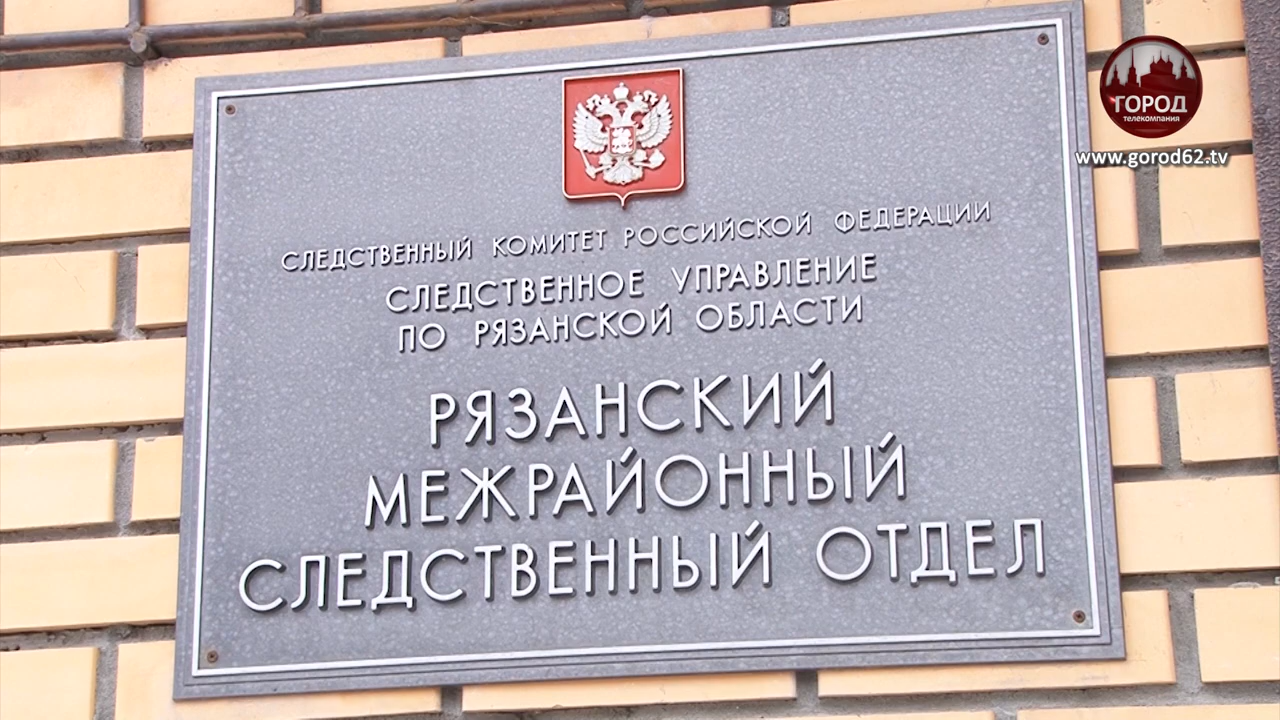 ГОРОД
телекомпания
www.gorod62.tv
СЛЕДСТВЕННЫЙ КОМИТЕТ РОССИЙСКОЙ ФЕДЕРАЦИИ
СЛЕДСТВЕННОЕ УПРАВЛЕНИЕ
ПО РЯЗАНСКОЙ ОБЛАСТИ
РЯЗАНСКИЙ
МЕЖРАЙОННЫЙ
СЛЕДСТВЕННЫЙ ОТДЕЛ